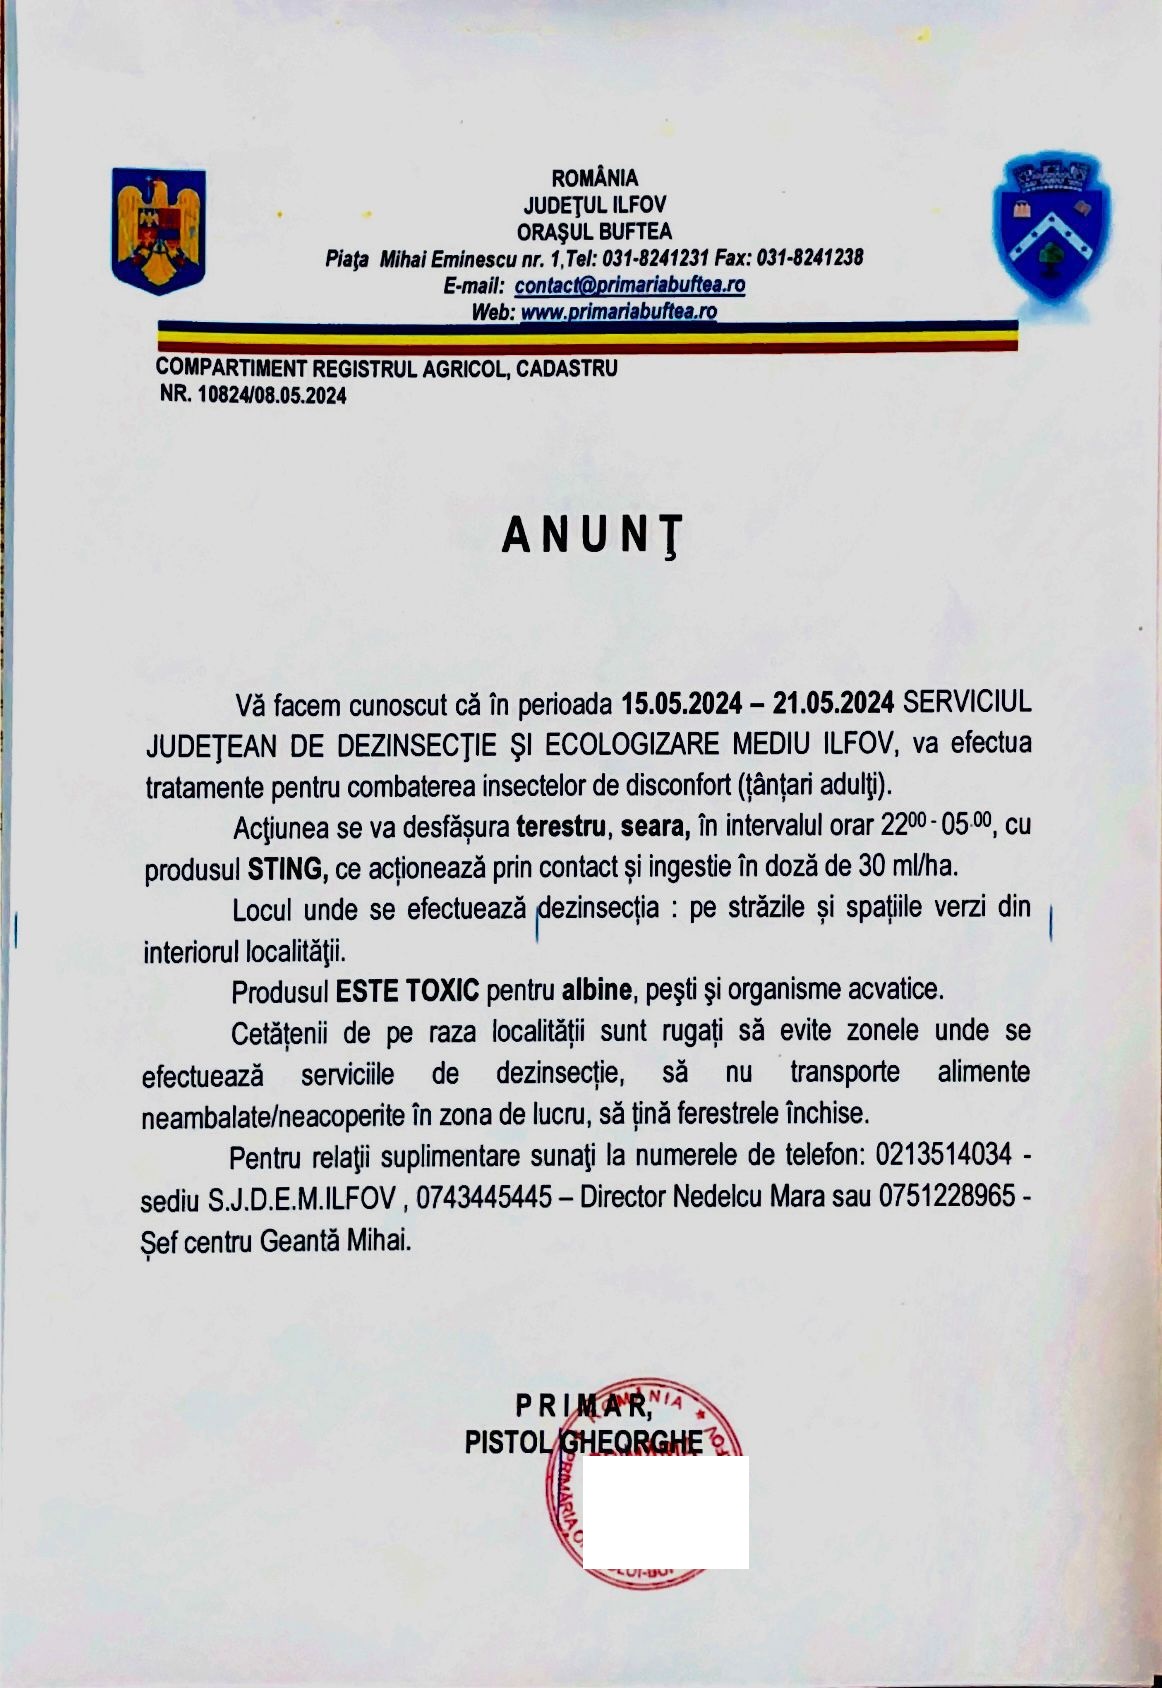 ROMÂNIA
JUDEŢUL ILFOV
ORAŞUL BUFTEA
Piaţa Mihai Eminescu nr. 1,Tel: 031-8241231 Fax: 031-8241238
E-mail: contact@primariabuftea.ro
Web: www.primariabuftea.ro
COMPARTIMENT REGISTRUL AGRICOL, CADASTRU
NR. 10824/08.05.2024
A N U N Ţ
Vă facem cunoscut că în perioada 15.05.2024 – 21.05.2024 SERVICIUL
JUDEŢEAN DE DEZINSECŢIE ŞI ECOLOGIZARE MEDIU ILFOV, va efectua
tratamente pentru combaterea insectelor de disconfort (țânțari adulţi).
Acţiunea se va desfășura terestru, seara, în intervalul orar 22⁰⁰ - 05.⁰⁰, cu
produsul STING, ce acționează prin contact și ingestie în doză de 30 ml/ha.
Locul unde se efectuează dezinsecția : pe străzile și spațiile verzi din
interiorul localităţii.
Produsul ESTE TOXIC pentru albine, peşti şi organisme acvatice.
Cetățenii de pe raza localității sunt rugați să evite zonele unde se
efectuează serviciile de dezinsecție, să nu transporte alimente
neambalate/neacoperite în zona de lucru, să țină ferestrele închise.
Pentru relaţii suplimentare sunaţi la numerele de telefon: 0213514034 -
sediu S.J.D.E.M.ILFOV , 0743445445 – Director Nedelcu Mara sau 0751228965 -
Șef centru Geantă Mihai.
P R I M A R,
PISTOL GHEORGHE
ROMÂNIA
PRIMĂRIA